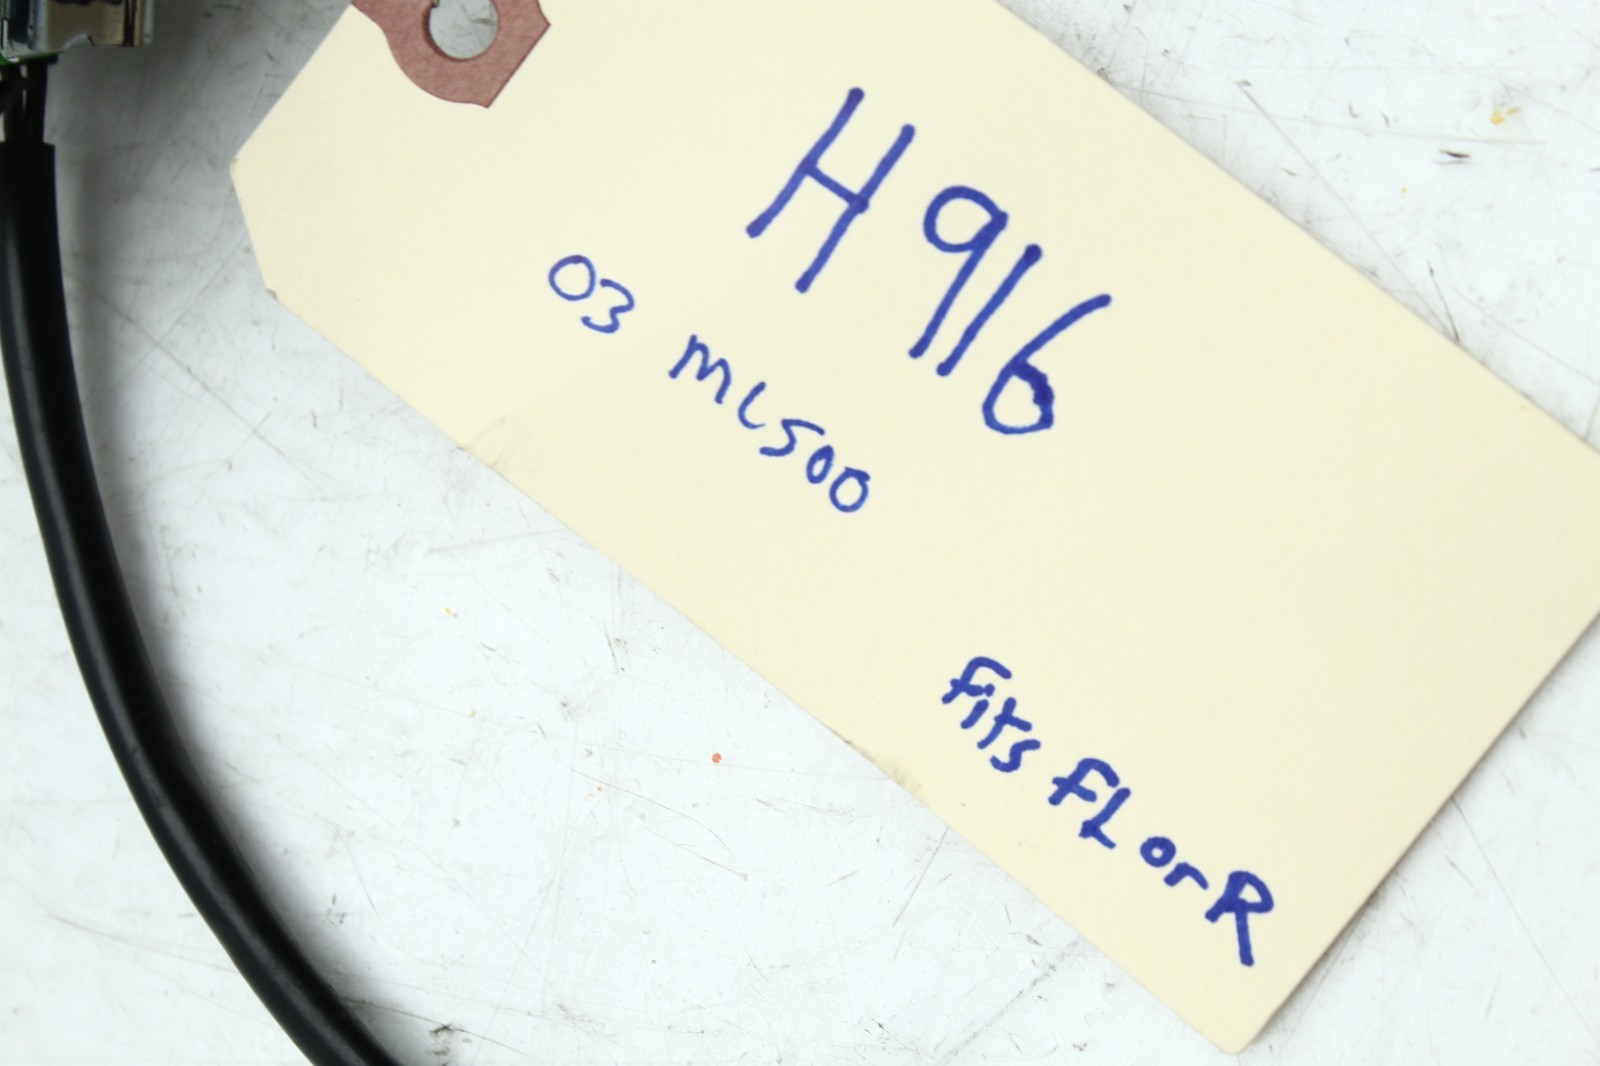 H916
03 ML500
Fits FL or R